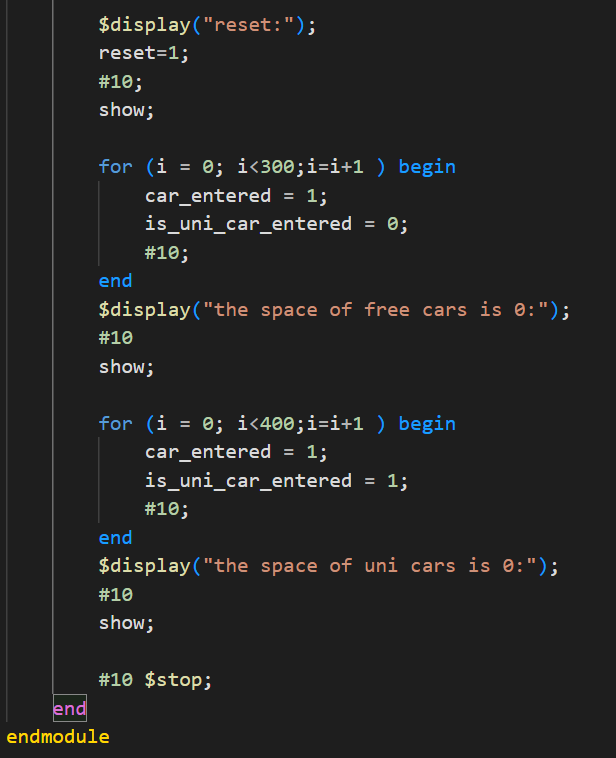 $display("reset:");
reset=1;
#10;
show;
for (i = 0; i<300;i=i+1 ) begin
car_entered = 1;
is_uni_car_entered = 0;
#10;
end
$display("the space of free cars is 0:");
#10
show;
for (i = 0; i<400;i=i+1 ) begin
car_entered = 1;
is_uni_car_entered = 1;
#10;
end
$display("the space of uni cars is 0:");
#10
show;
#10 $stop;
end
endmodule